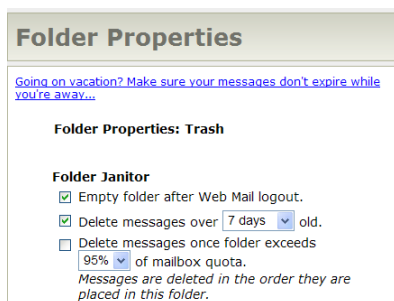 Folder Properties
Going on vacation? Make sure your messages don't expire while
you're away...
Folder Properties: Trash
Folder Janitor
Empty folder after Web Mail logout.
Delete messages over 7 days old.
Delete messages once folder exceeds
95% of mailbox quota.
Messages are deleted in the order they are
placed in this folder.